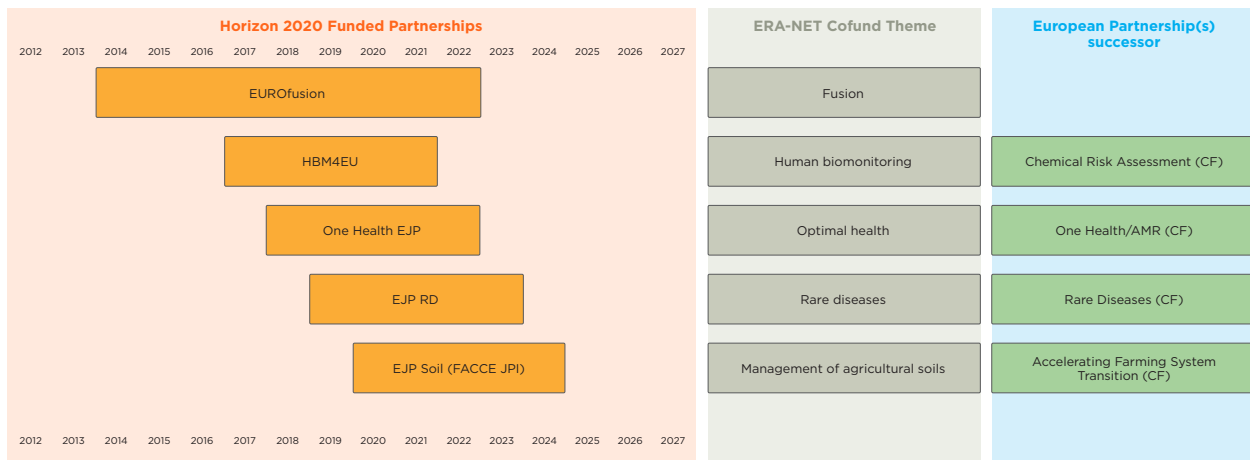 Horizon 2020 Funded Partnerships
ERA-NET Cofund Theme
European Partnership(s)
successor
2012 2013 2014 2015 2016 2017 2018 2019 2020 2021 2022 2023 2024 2025 2026 2027
EUROfusion
Fusion
HBM4EU
Human biomonitoring
Chemical Risk Assessment (CF)
One Health EJP
Optimal health
One Health/AMR (CF)
EJP RD
Rare diseases
Rare Diseases (CF)
EJP Soil (FACCE JPI)
Management of agricultural soils
Accelerating Farming System
Transition (CF)
2012 2013 2014 2015 2016 2017 2018 2019 2020 2021 2022 2023 2024 2025 2026 2027